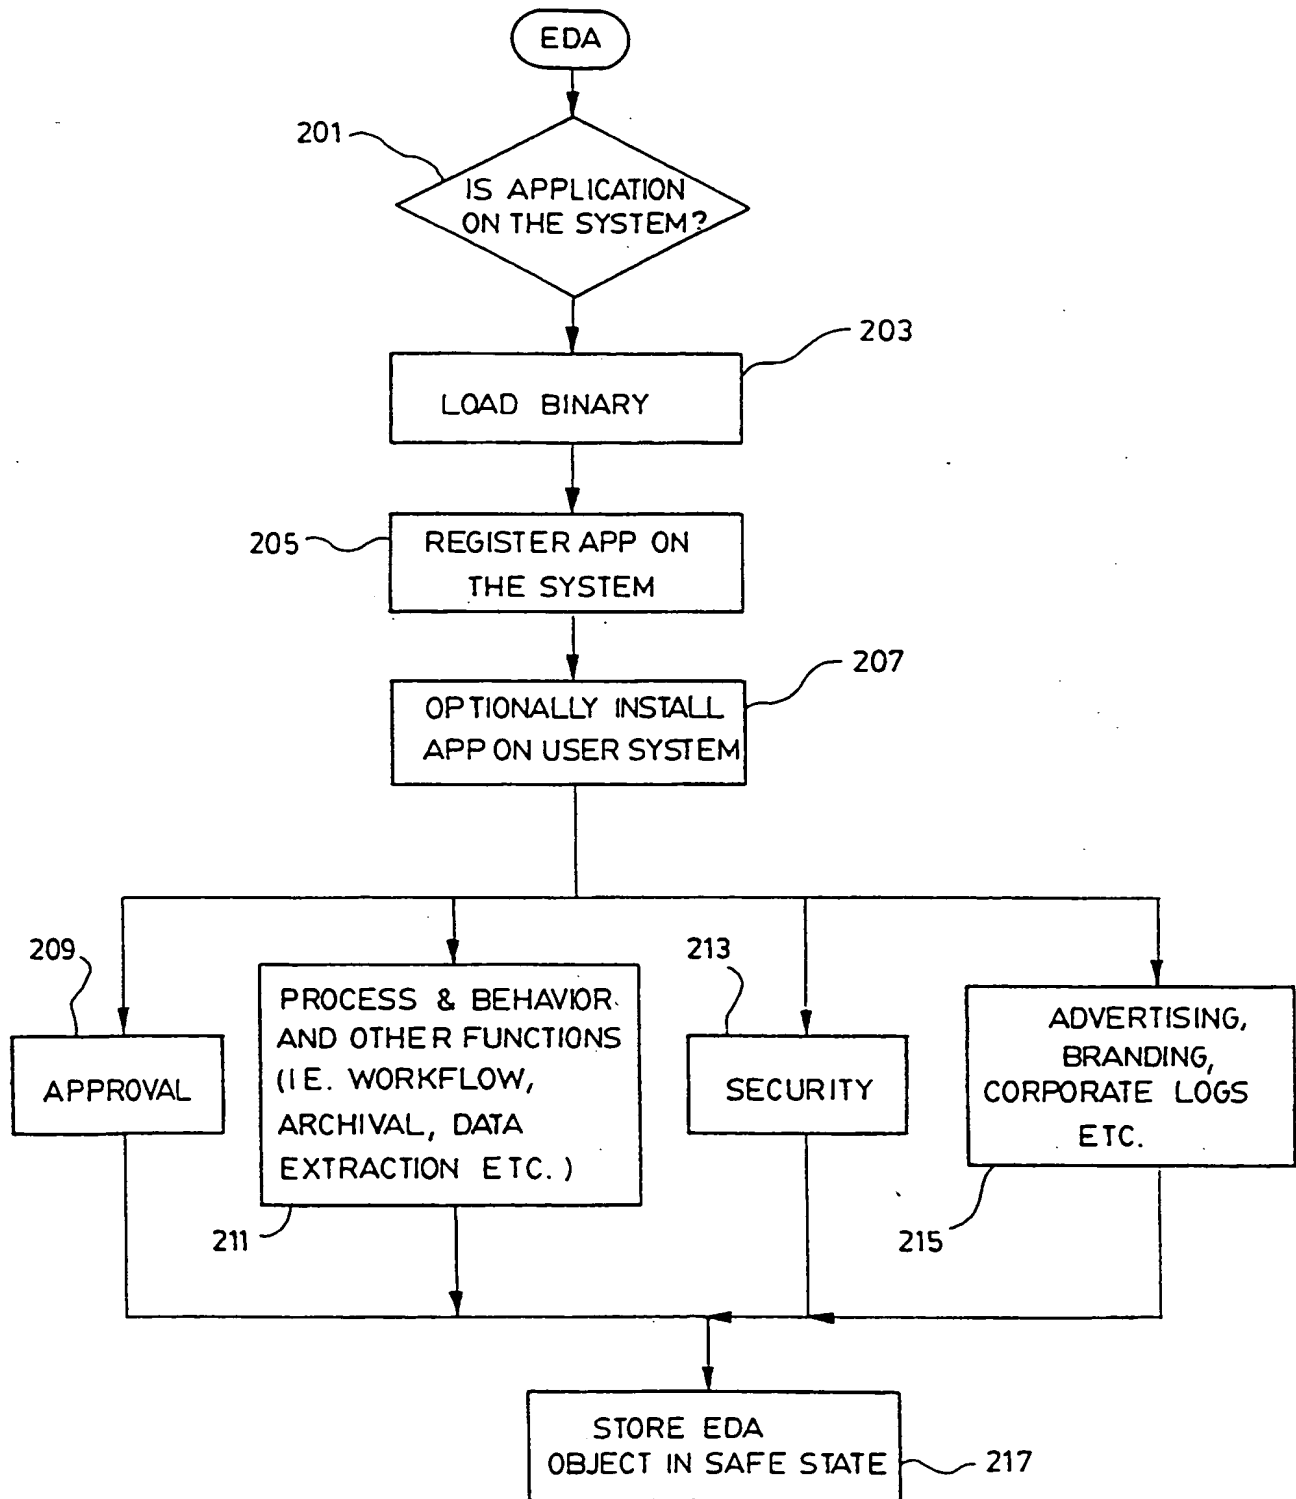 EDA
201
IS APPLICATION
ON THE SYSTEM?
203
LOAD BINARY
205
REGISTER APP ON
THE SYSTEM
207
OPTIONALLY INSTALL
APP ON USER SYSTEM
209
APPROVAL
PROCESS & BEHAVIOR
AND OTHER FUNCTIONS
(I E. WORKFLOW,
ARCHIVAL, DATA
EXTRACTION ETC.)
211
213
SECURITY
ADVERTISING,
BRANDING,
CORPORATE LOGS
ETC.
215
STORE EDA
OBJECT IN SAFE STATE
217